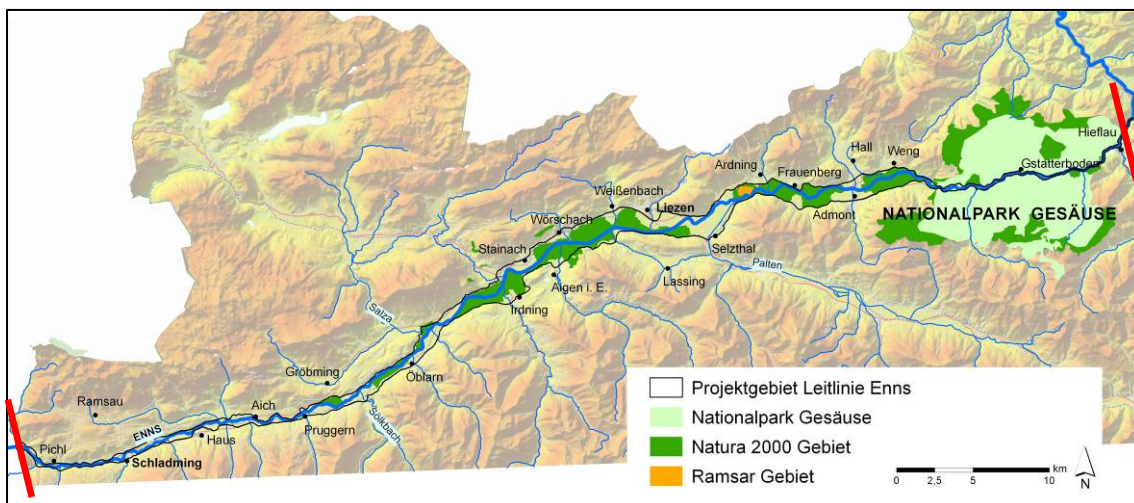 Hieflau
Hall
Weng
Gstatterboden
Ardning
Frauenberg
Admont
NATIONALPARK GESÄUSE
Weißenbach
Liezen
Wörschach
Selzthal
Stainach
Palten
Lassing
Aigen i. E.
Irdning
Salza
Gröbming
Öblarn
Ramsau
Aich
Sölkbach
Pruggern
ENNS
Haus
Pichl
Schladming
Projektgebiet Leitlinie Enns
Nationalpark Gesäuse
Natura 2000 Gebiet
Ramsar Gebiet
0 2,5 5 10
km
N